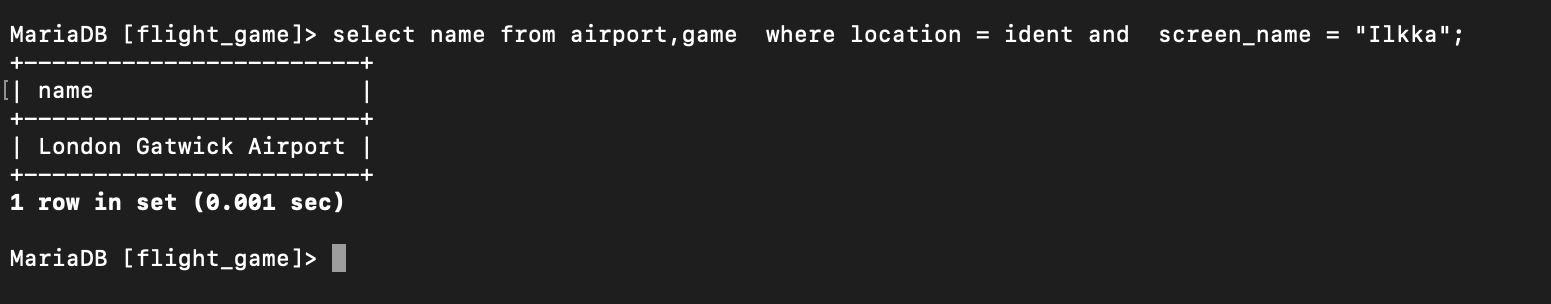 MariaDB [flight_game]> select name from airport,game  where location = ident and  screen_name = "Ilkka";
+------------------------+
[| name                   |
+------------------------+
| London Gatwick Airport |
+------------------------+
1 row in set (0.001 sec)
MariaDB [flight_game]>